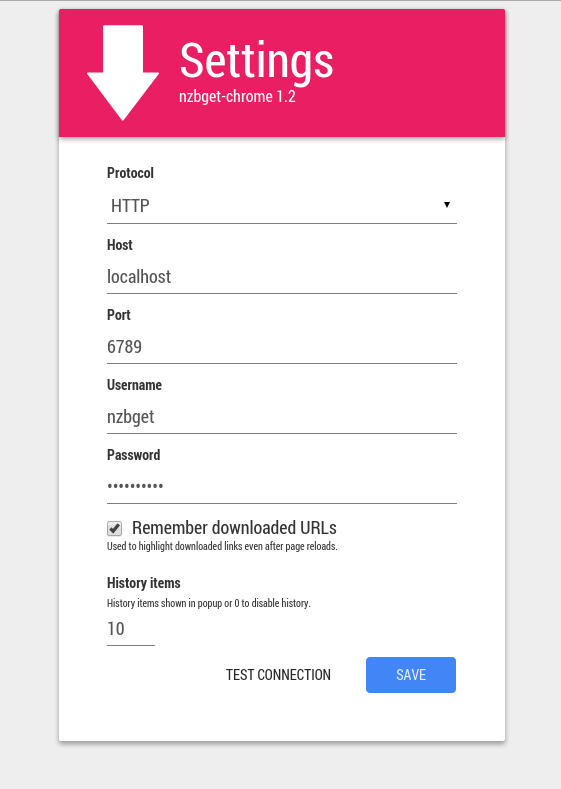 Settings
nzbget-chrome 1.2
Protocol
HTTP
Host
localhost
Port
6789
Username
nzbget
Password
••••••••••
Remember downloaded URLs
Used to highlight downloaded links even after page reloads.
History items
History items shown in popup or 0 to disable history.
10
TEST CONNECTION
SAVE